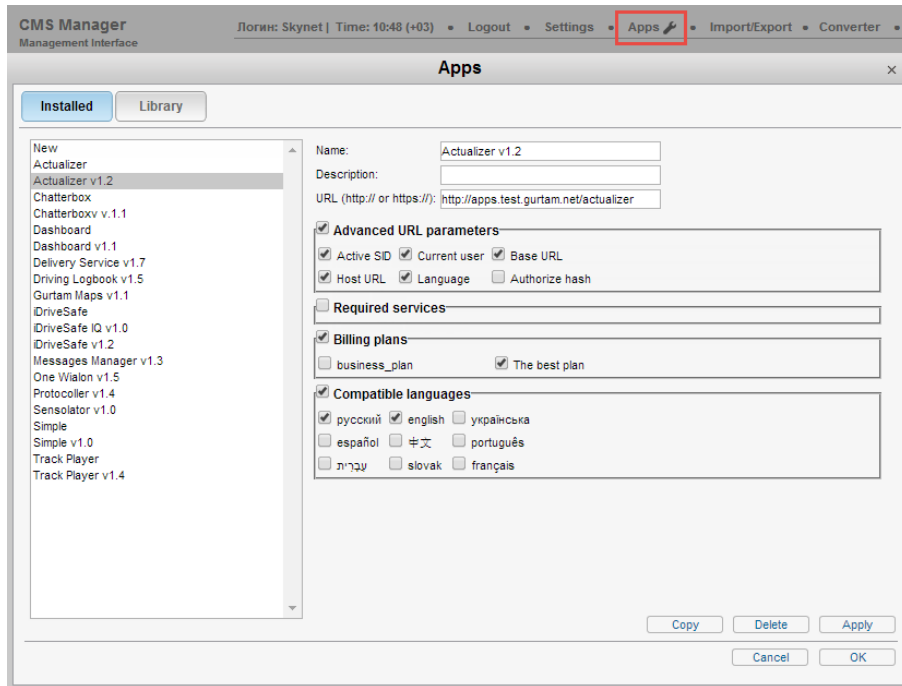 CMS Manager
Management Interface
Логин: Skynet | Time: 10:48 (+03) • Logout • Settings • Apps • Import/Export • Converter •
Apps
×
Installed Library
New
Actualizer
Actualizer v1.2
Chatterbox
Chatterboxv v.1.1
Dashboard
Dashboard v1.1
Delivery Service v1.7
Driving Logbook v1.5
Gurtam Maps v1.1
iDriveSafe
iDriveSafe IQ v1.0
iDriveSafe v1.2
Messages Manager v1.3
One Wialon v1.5
Protocoller v1.4
Sensolator v1.0
Simple
Simple v1.0
Track Player
Track Player v1.4
Name: Actualizer v1.2
Description:
URL (http:// or https://): http://apps.test.gurtam.net/actualizer
Advanced URL parameters
Active SID Current user Base URL
Host URL Language Authorize hash
Required services
Billing plans
business_plan The best plan
Compatible languages
русский english українська
español 中文 português
עברית slovak français
Copy Delete Apply
Cancel OK